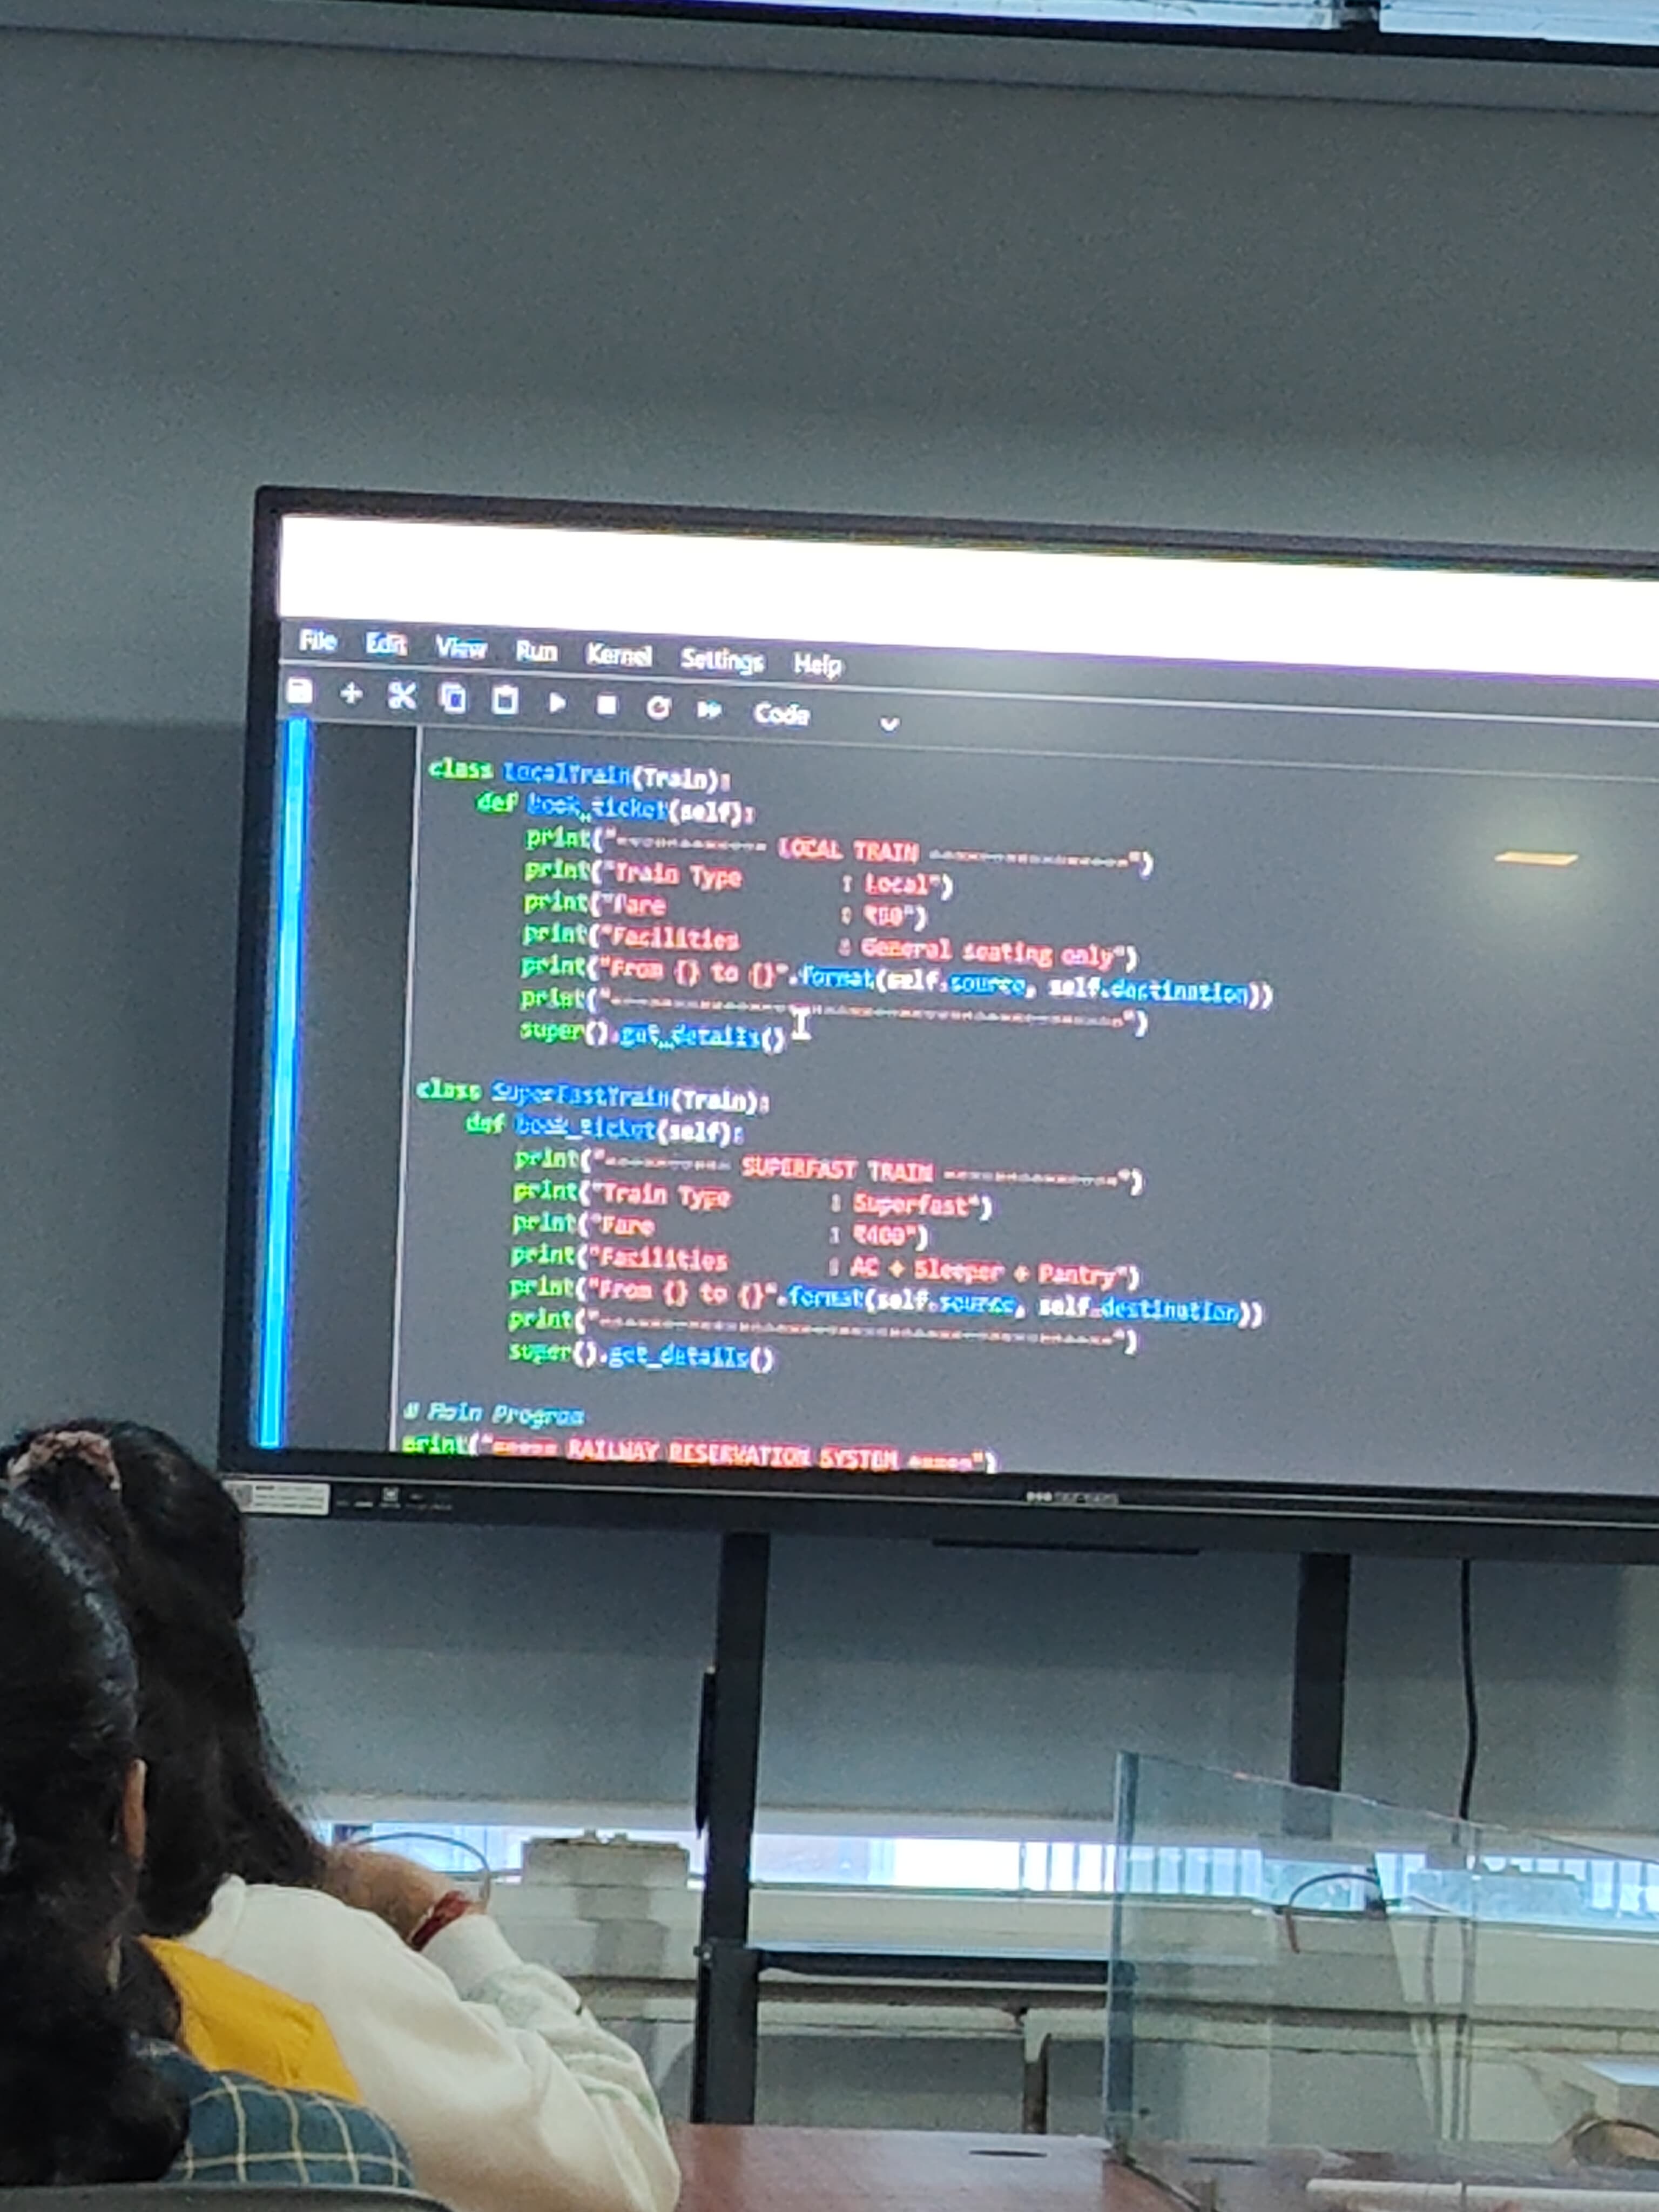 File Edit View Run Kernel Settings Help
Code
class LocalTrain(Train):
def book_ticket(self):
print("--------------- LOCAL TRAIN --------------------")
print("Train Type : Local")
print("Fare : ₹50")
print("Facilities : General seating only")
print("From {} to {}".format(self.source, self.destination))
print("----------------------------------------------------")
super().get_details()
class SuperFastTrain(Train):
def book_ticket(self):
print("------------- SUPERFAST TRAIN ------------------")
print("Train Type : Superfast")
print("Fare : ₹400")
print("Facilities : AC + Sleeper + Pantry")
print("From {} to {}".format(self.source, self.destination))
print("----------------------------------------------------")
super().get_details()
# Main Program
print("===== RAILWAY RESERVATION SYSTEM =====")